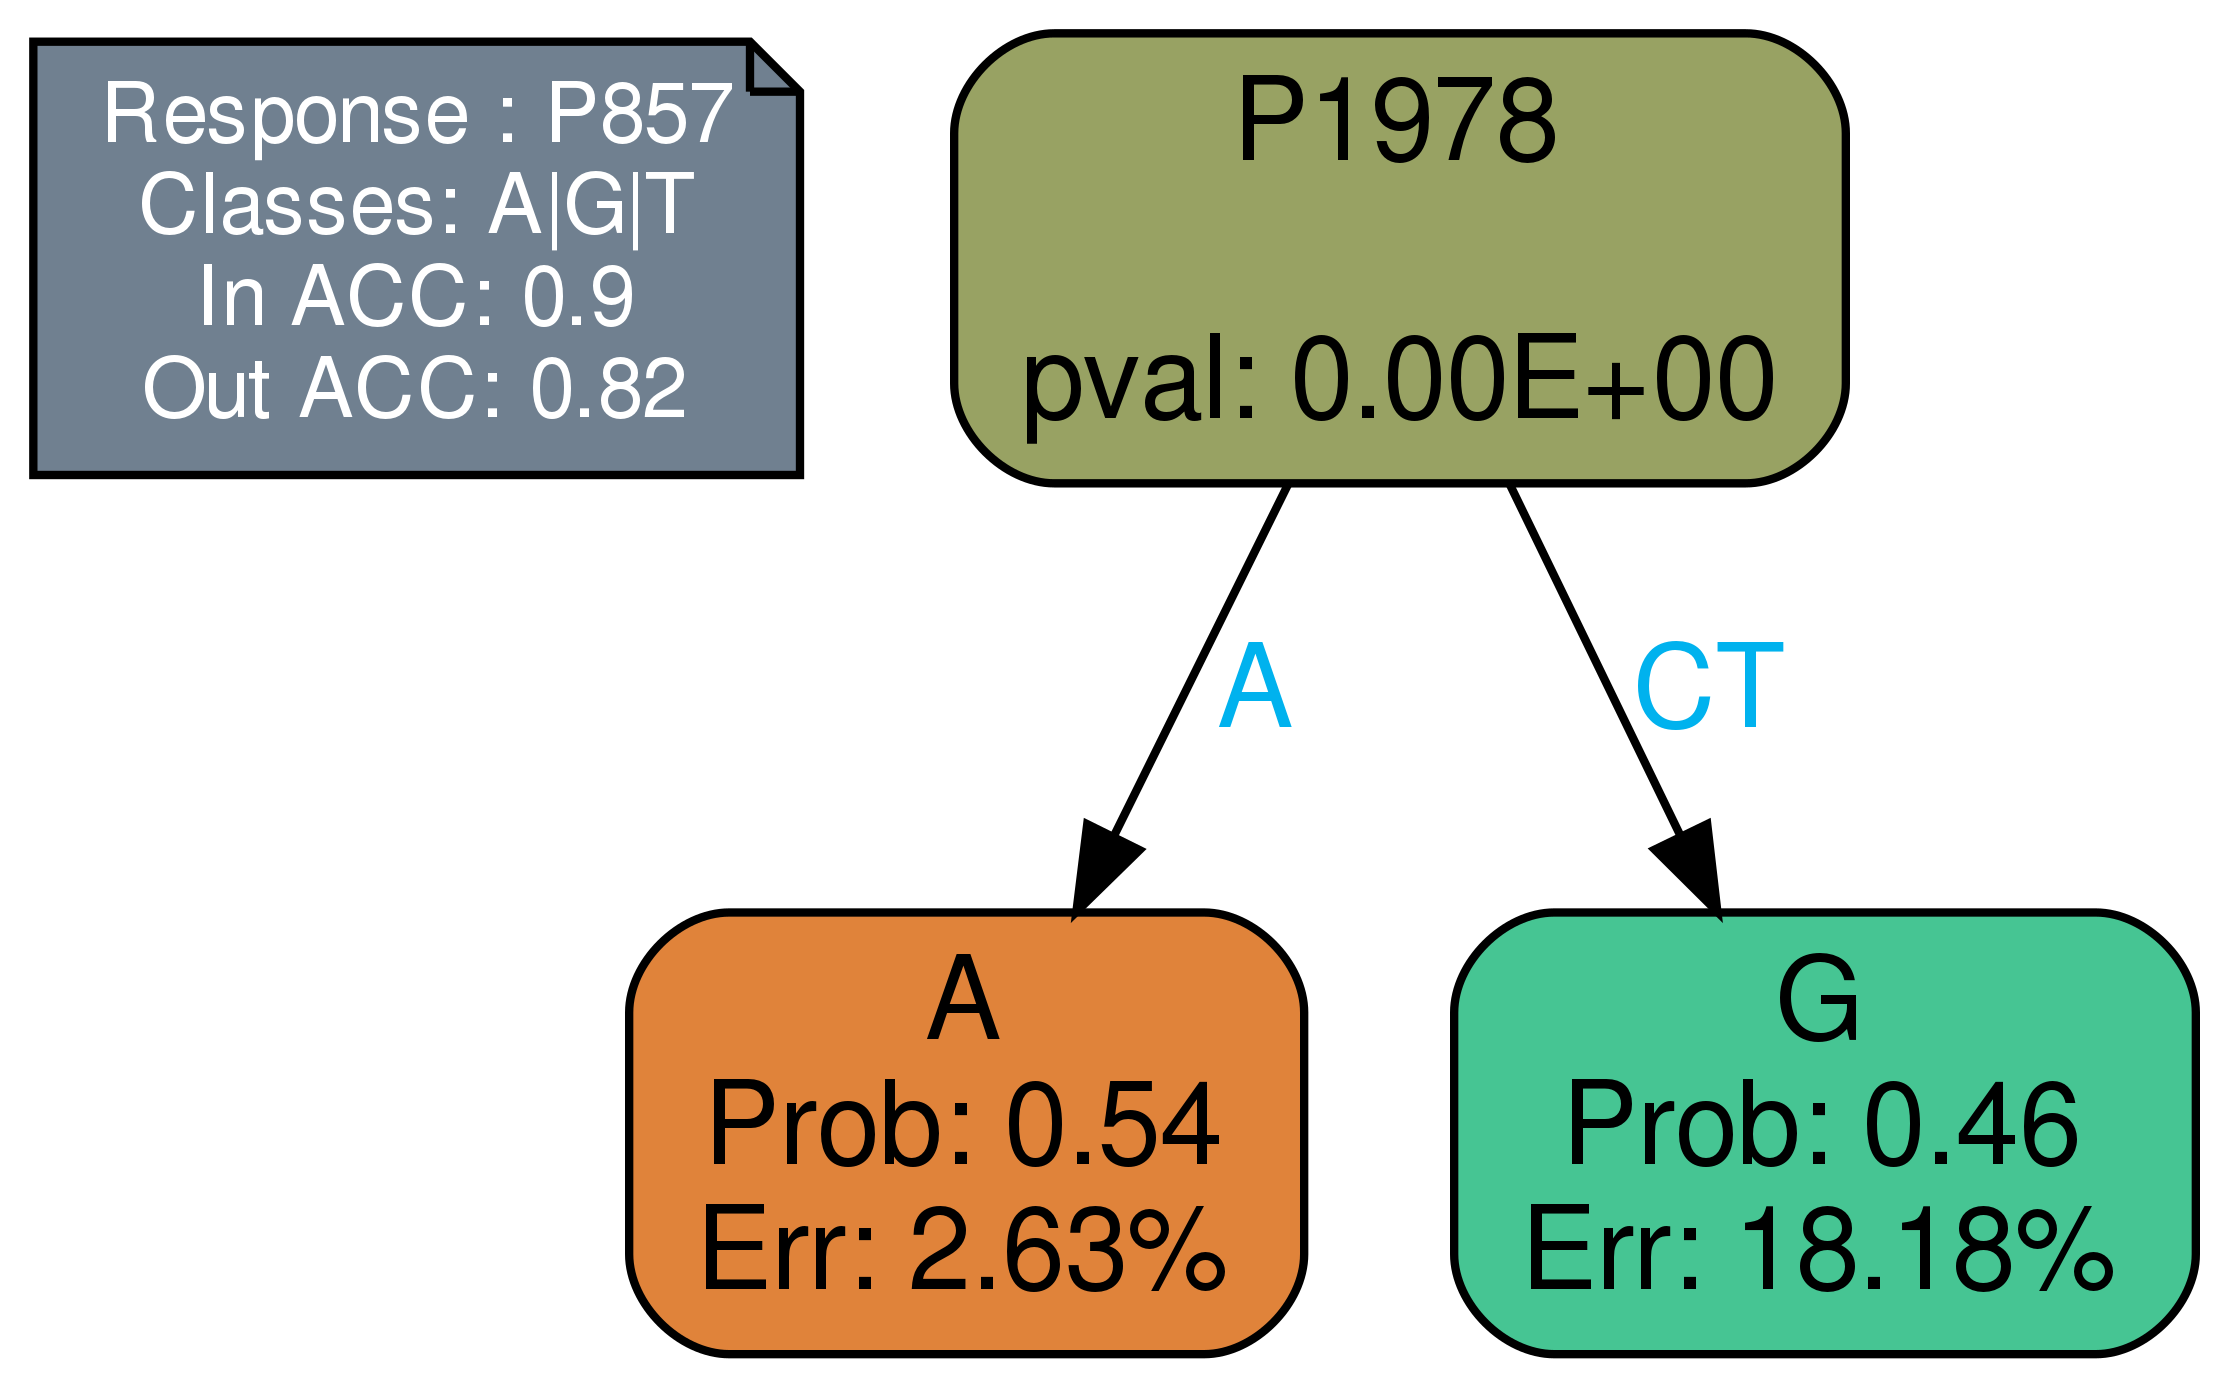 Response : P857
Classes: A|G|T
In ACC: 0.9
Out ACC: 0.82
P1978
pval: 0.00E+00
A
CT
A
Prob: 0.54
Err: 2.63%
G
Prob: 0.46
Err: 18.18%